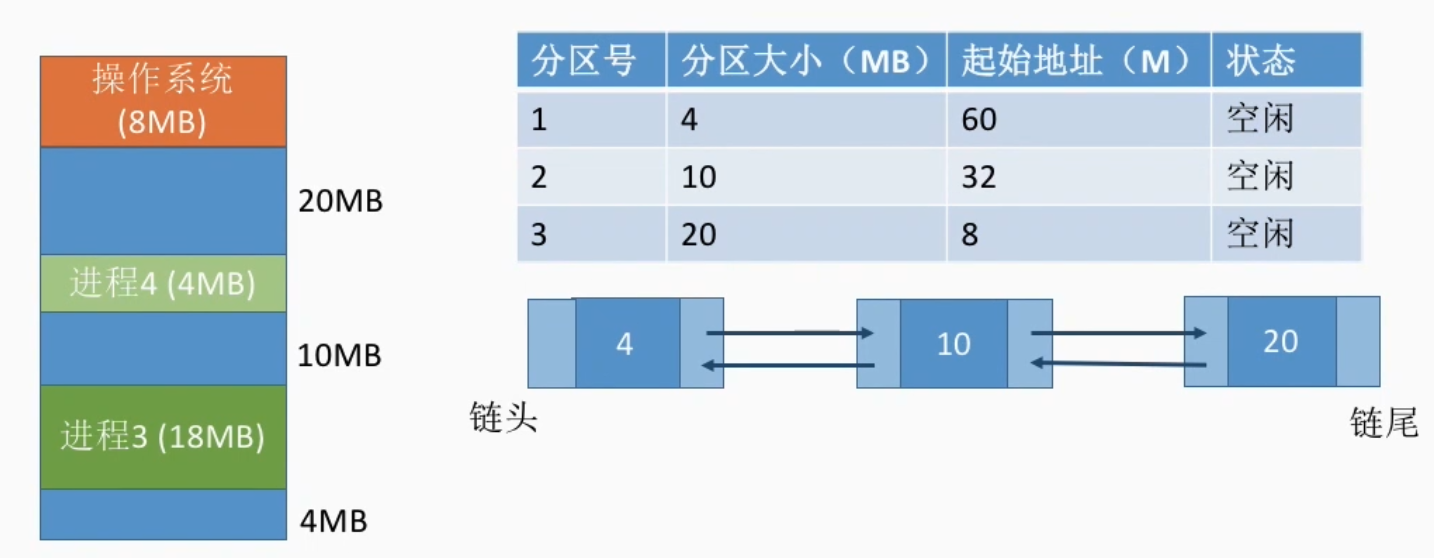 操作系统
(8MB)
20MB
进程4 (4MB)
10MB
进程3 (18MB)
4MB
分区号 分区大小（MB） 起始地址（M） 状态
1 4 60 空闲
2 10 32 空闲
3 20 8 空闲
4 10 20
链头 链尾